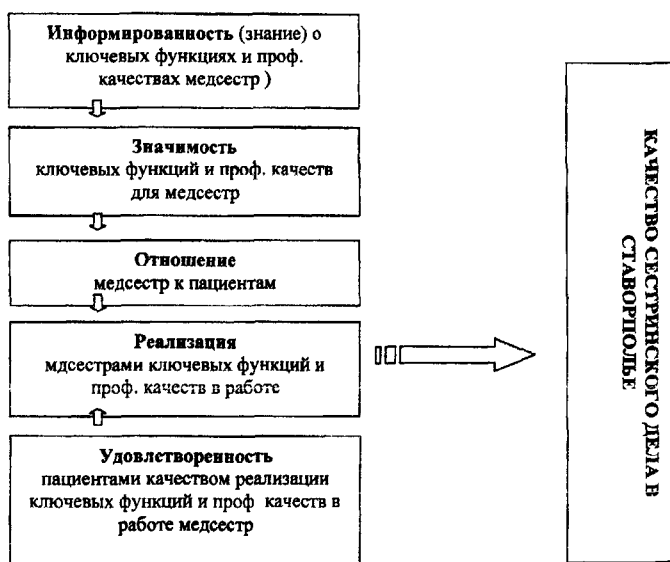 Информированность (знание) о
ключевых функциях и проф.
качествах медсестр )
Значимость
ключевых функций и проф. качеств
для медсестр
Отношение
медсестр к пациентам
Реализация
мдсестрами ключевых функций и
проф. качеств в работе
Удовлетворенность
пациентами качеством реализации
ключевых функций и проф качеств в
работе медсестр
КАЧЕСТВО СЕСТРИНСКОГО ДЕЛА В
СТАВОРПОЛЬЕ